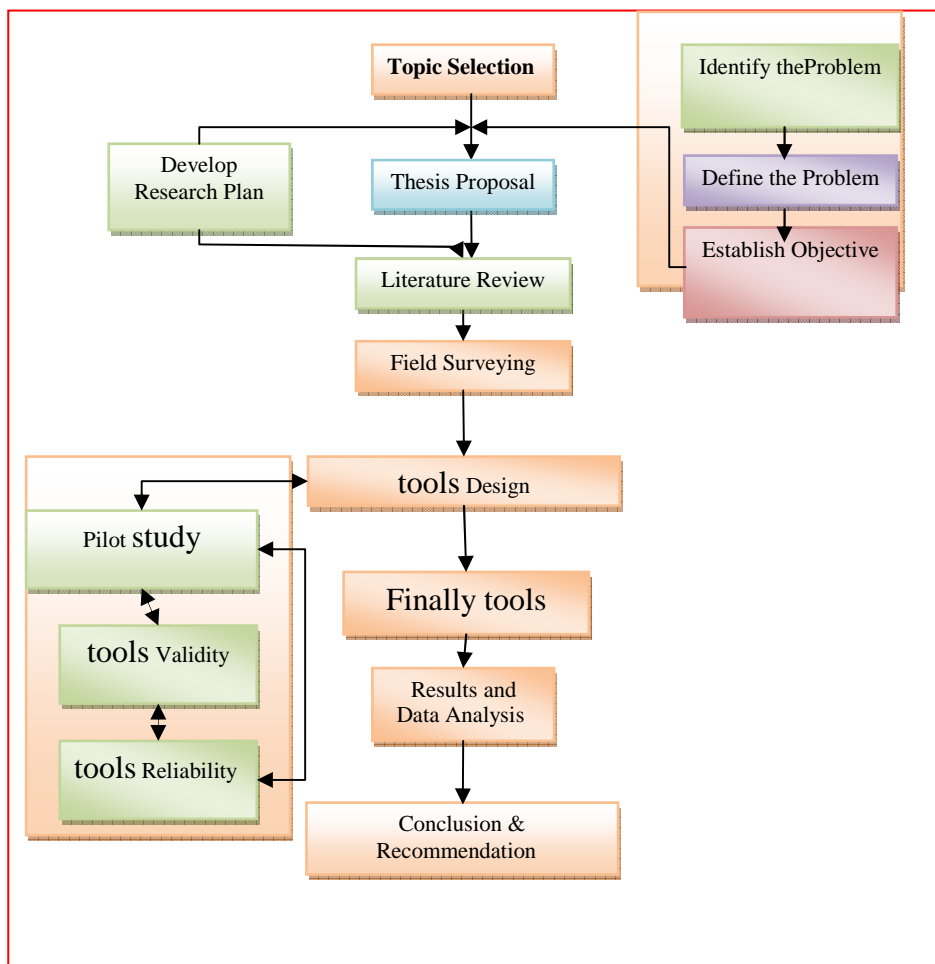 Topic Selection
Identify theProblem
Develop
Research Plan
Thesis Proposal
Define the Problem
Establish Objective
Literature Review
Field Surveying
tools Design
Pilot study
Finally tools
tools Validity
Results and
Data Analysis
tools Reliability
Conclusion &
Recommendation